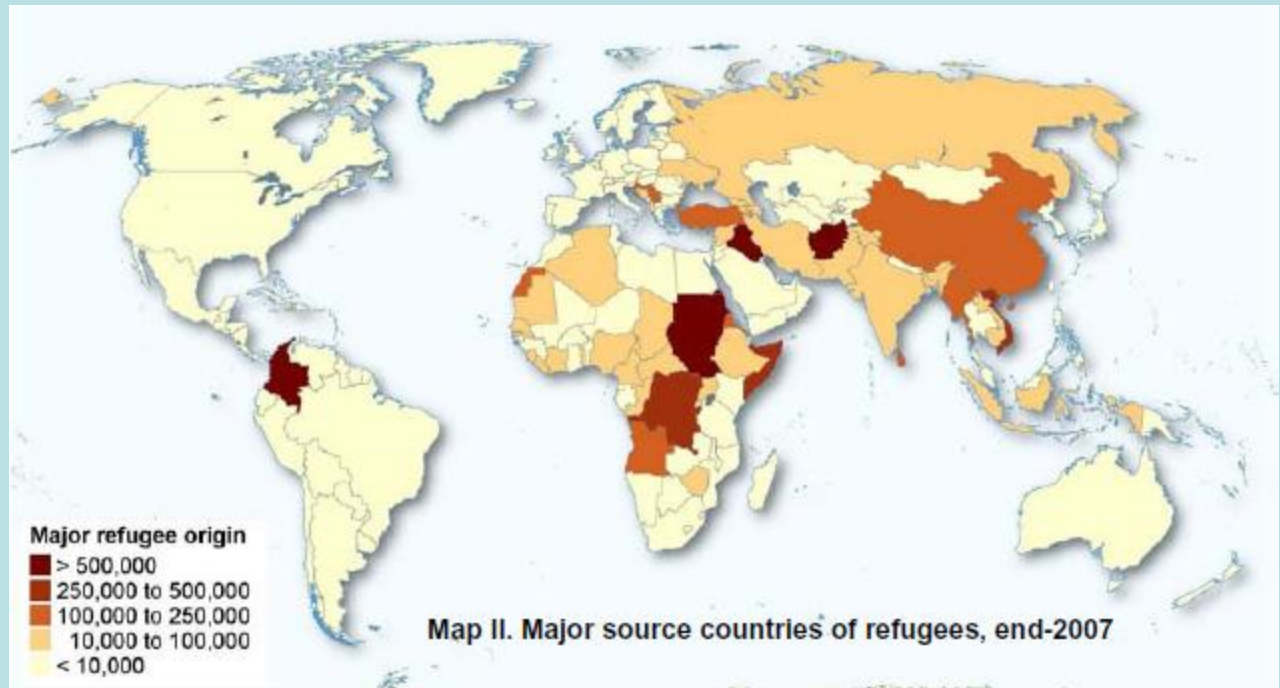 Major refugee origin
> 500,000
250,000 to 500,000
100,000 to 250,000
10,000 to 100,000
< 10,000
Map II. Major source countries of refugees, end-2007